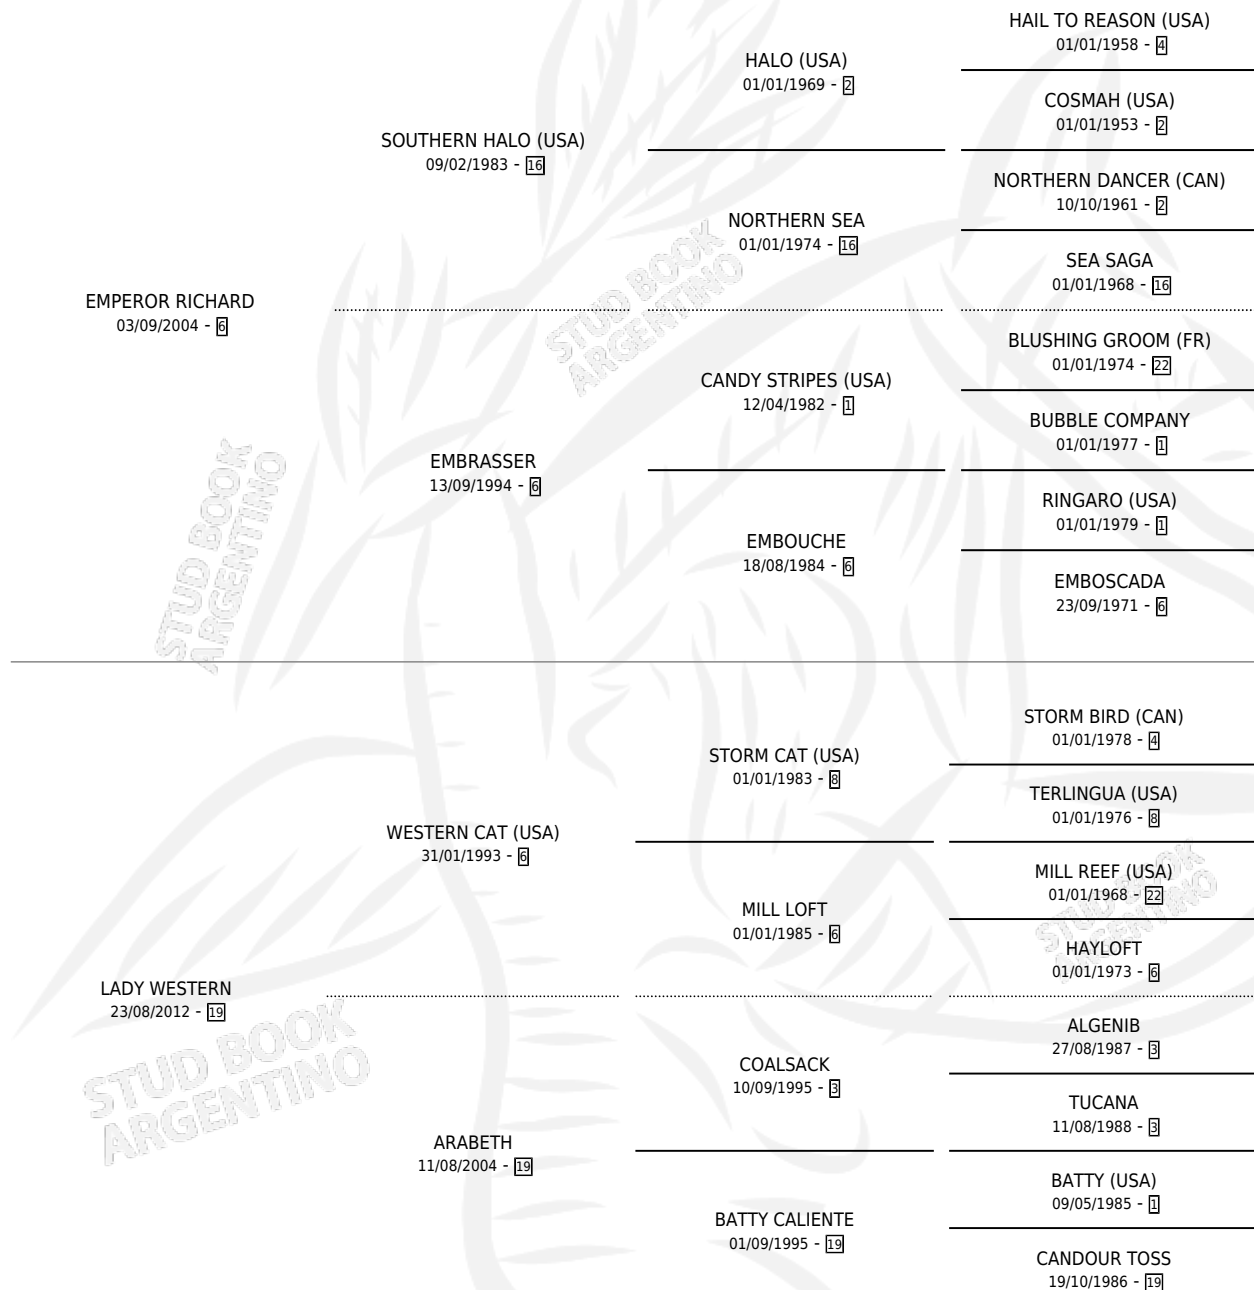 HAIL TO REASON (USA)
01/01/1958 - 4
HALO (USA)
01/01/1969 - 2
COSMAH (USA)
01/01/1953 - 2
SOUTHERN HALO (USA)
09/02/1983 - 16
NORTHERN DANCER (CAN)
10/10/1961 - 2
NORTHERN SEA
01/01/1974 - 16
SEA SAGA
01/01/1968 - 16
EMPEROR RICHARD
03/09/2004 - 6
BLUSHING GROOM (FR)
01/01/1974 - 22
CANDY STRIPES (USA)
12/04/1982 - 1
BUBBLE COMPANY
01/01/1977 - 1
EMBRASSER
13/09/1994 - 6
RINGARO (USA)
01/01/1979 - 1
EMBOUCHE
18/08/1984 - 6
EMBOSCADA
23/09/1971 - 6
STORM BIRD (CAN)
01/01/1978 - 4
STORM CAT (USA)
01/01/1983 - 8
TERLINGUA (USA)
01/01/1976 - 8
WESTERN CAT (USA)
31/01/1993 - 6
MILL REEF (USA)
01/01/1968 - 22
MILL LOFT
01/01/1985 - 6
HAYLOFT
01/01/1973 - 6
LADY WESTERN
23/08/2012 - 19
ALGENIB
27/08/1987 - 3
COALSACK
10/09/1995 - 3
TUCANA
11/08/1988 - 3
ARABETH
11/08/2004 - 19
BATTY (USA)
09/05/1985 - 1
BATTY CALIENTE
01/09/1995 - 19
CANDOUR TOSS
19/10/1986 - 19
STUD BOOK
ARGENTINO
STUD BOOK
ARGENTINO
STUD BOOK
ARGENTINO
STUD BOOK
ARGENTINO